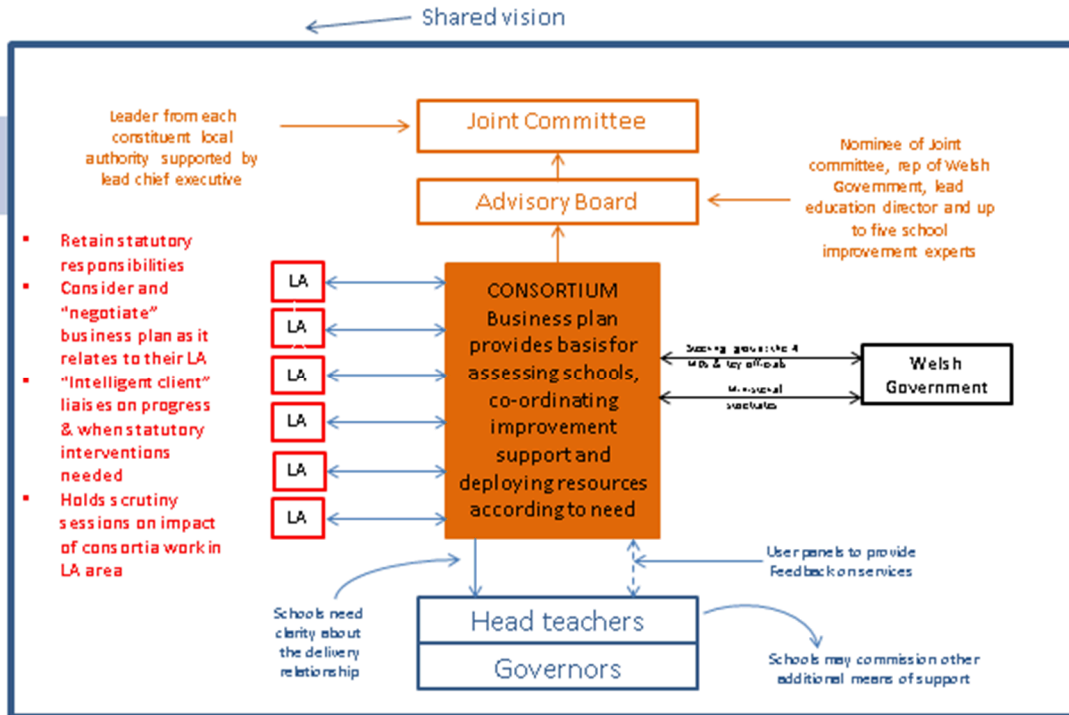 Shared vision
Leader from each
constituent local
authority supported by
lead chief executive
Joint Committee
Advisory Board
Nominee of Joint
committee, rep of Welsh
Government, lead
education director and up
to five school
improvement experts
▪ Retain statutory
responsibilities
▪ Consider and
"negotiate"
business plan as it
relates to their LA
▪ "Intelligent client"
liaises on progress
& when statutory
interventions
needed
▪ Holds scrutiny
sessions on impact
of consortia work in
LA area
LA
LA
LA
LA
LA
LA
CONSORTIUM
Business plan
provides basis for
assessing schools,
co-ordinating
improvement
support and
deploying resources
according to need
& key officials
Welsh
Government
Schools need
clarity about
the delivery
relationship
User panels to provide
Feedback on services
Head teachers
Governors
Schools may commission other
additional means of support